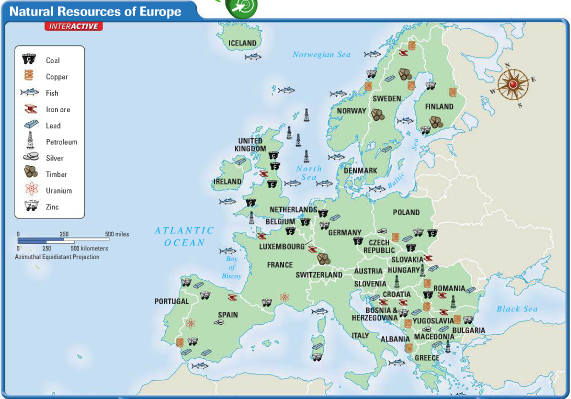 Natural Resources of Europe
INTERACTIVE
Coal
Copper
Fish
Iron ore
Lead
Petroleum
Silver
Timber
Uranium
Zinc
0 250 500 miles
0 250 500 kilometers
Azimuthal Equidistant Projection
ICELAND
Norwegian Sea
N
W
E
S
SWEDEN
FINLAND
NORWAY
UNITED
KINGDOM
North
Sea
IRELAND
DENMARK
Baltic
Sea
NETHERLANDS
BELGIUM
POLAND
ATLANTIC
OCEAN
GERMANY
LUXEMBOURG
CZECH
REPUBLIC
SLOVAKIA
Bay
of
Biscay
FRANCE
SWITZERLAND
AUSTRIA
HUNGARY
SLOVENIA
ROMANIA
CROATIA
PORTUGAL
SPAIN
BOSNIA &
HERZEGOVINA
YUGOSLAVIA
Black Sea
ITALY
BULGARIA
ALBANIA
MACEDONIA
GREECE